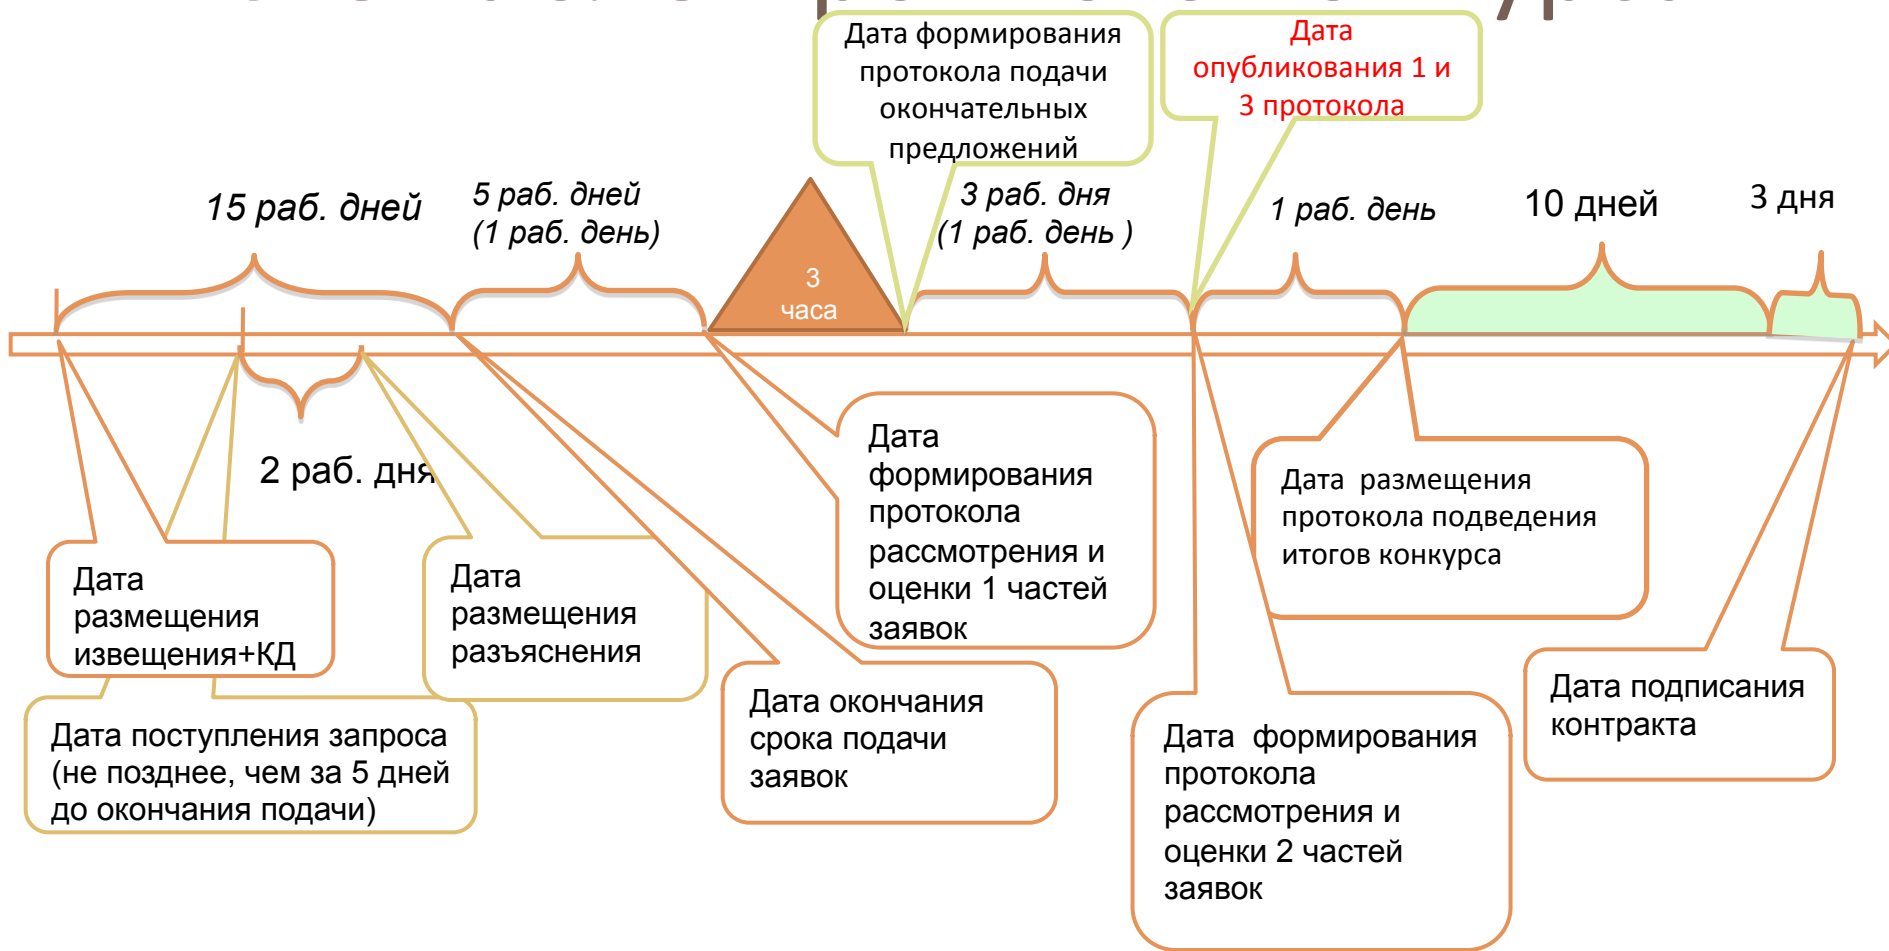 Дата формирования
протокола подачи
окончательных
предложений
Дата
опубликования 1 и
3 протокола
15 раб. дней
5 раб. дней
(1 раб. день)
3
часа
3 раб. дня
(1 раб. день )
1 раб. день
10 дней
3 дня
2 раб. дня
Дата
размещения
извещения+КД
Дата поступления запроса
(не позднее, чем за 5 дней
до окончания подачи)
Дата
размещения
разъяснения
Дата окончания
срока подачи
заявок
Дата
формирования
протокола
рассмотрения и
оценки 1 частей
заявок
Дата формирования
протокола
рассмотрения и
оценки 2 частей
заявок
Дата размещения
протокола подведения
итогов конкурса
Дата подписания
контракта